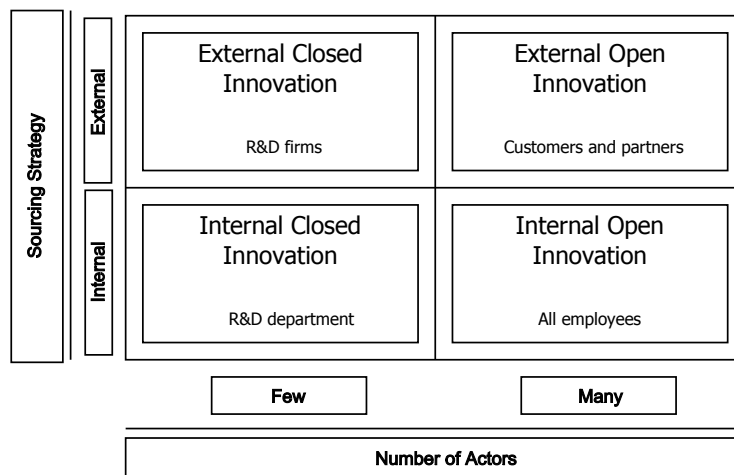 Sourcing Strategy
External
Internal
External Closed
Innovation
R&D firms
External Open
Innovation
Customers and partners
Internal Closed
Innovation
R&D department
Internal Open
Innovation
All employees
Few
Many
Number of Actors